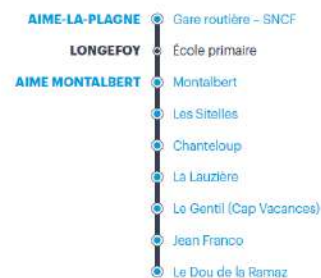 AIME-LA-PLAGNE Gare routière – SNCF
LONGEFOY École primaire
AIME MONTALBERT Montalbert
Les Sitelles
Chanteloup
La Lauzière
Le Gentil (Cap Vacances)
Jean Franco
Le Dou de la Ramaz